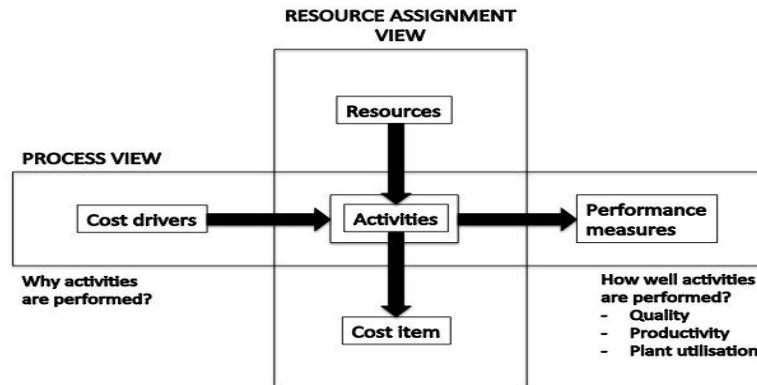 RESOURCE ASSIGNMENT
VIEW
Resources
PROCESS VIEW
Cost drivers
Activities
Performance
measures
Why activities
are performed?
How well activities
are performed?
- Quality
- Productivity
- Plant utilisation
Cost item